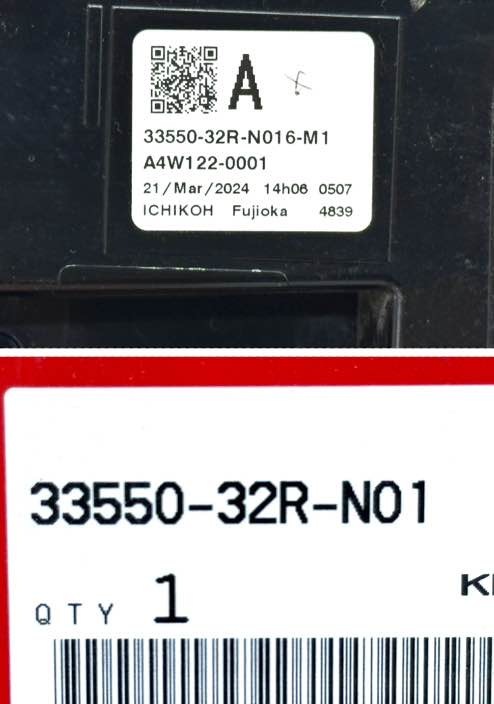 A
33550-32R-N016-M1
A4W122-0001
21/Mar/2024 14h06 0507
ICHIKOH Fujioka 4839
33550-32R-N01
QTY 1